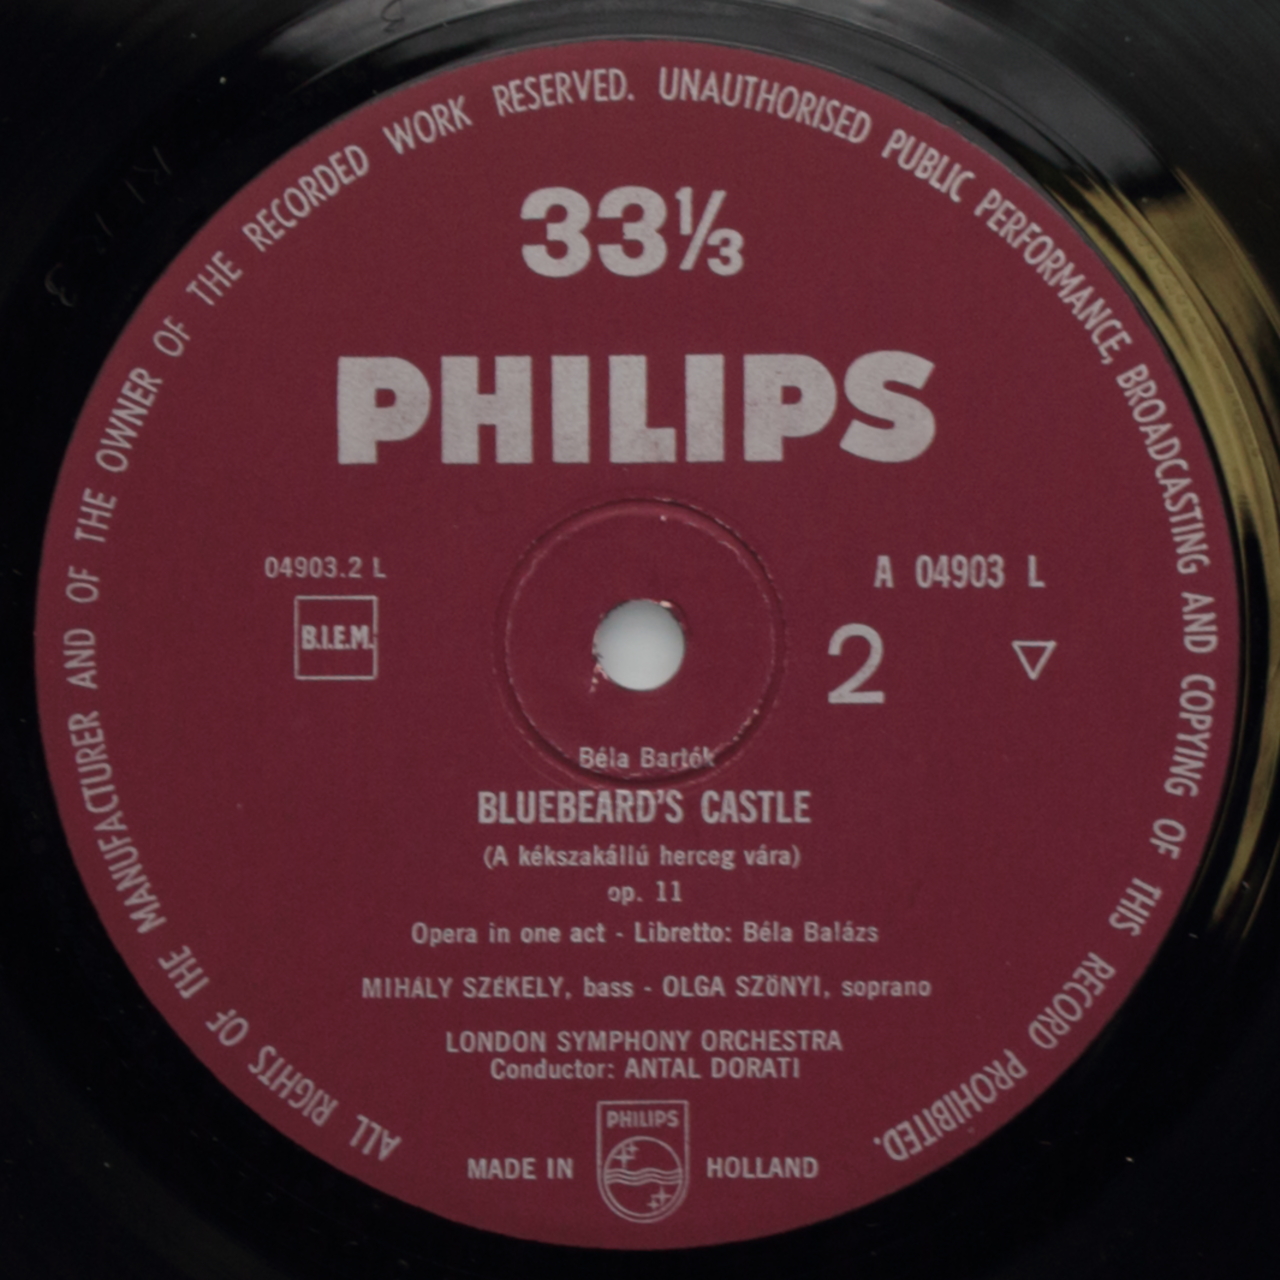 ALL RIGHTS OF THE MANUFACTURER AND OF THE OWNER OF THE RECORDED WORK RESERVED. UNAUTHORISED PUBLIC PERFORMANCE, BROADCASTING AND COPYING OF THIS RECORD PROHIBITED.
33⅓
PHILIPS
04903.2 L
A 04903 L
B.I.E.M.
2
Béla Bartók
BLUEBEARD'S CASTLE
(A kékszakállú herceg vára)
op. 11
Opera in one act - Libretto: Béla Balázs
MIHÁLY SZÉKELY, bass - OLGA SZÖNYI, soprano
LONDON SYMPHONY ORCHESTRA
Conductor: ANTAL DORATI
PHILIPS
MADE IN HOLLAND